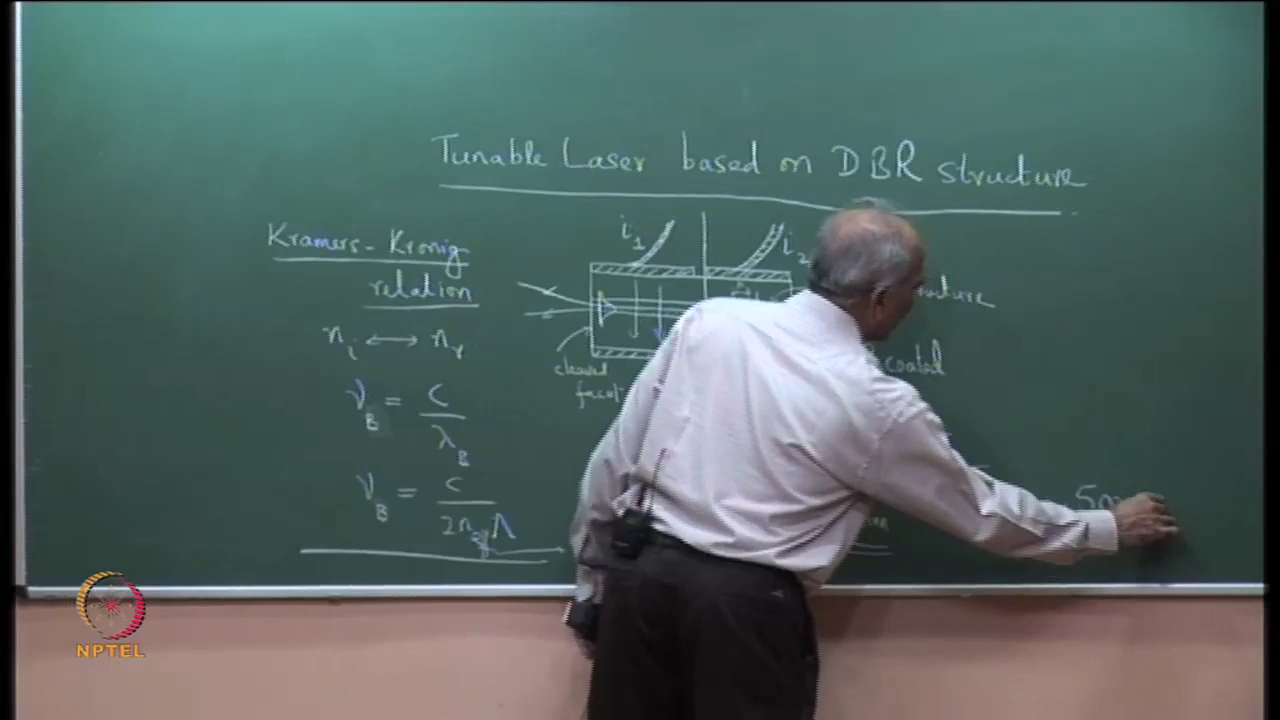 Tunable Laser based on DBR structure
Kramers-Kronig
relation
n_i ↔ n_r
ν_B = c / λ_B
ν_B = c / 2n_eff Λ
i_1
i_2
cleaved
facet
coated
NPTEL